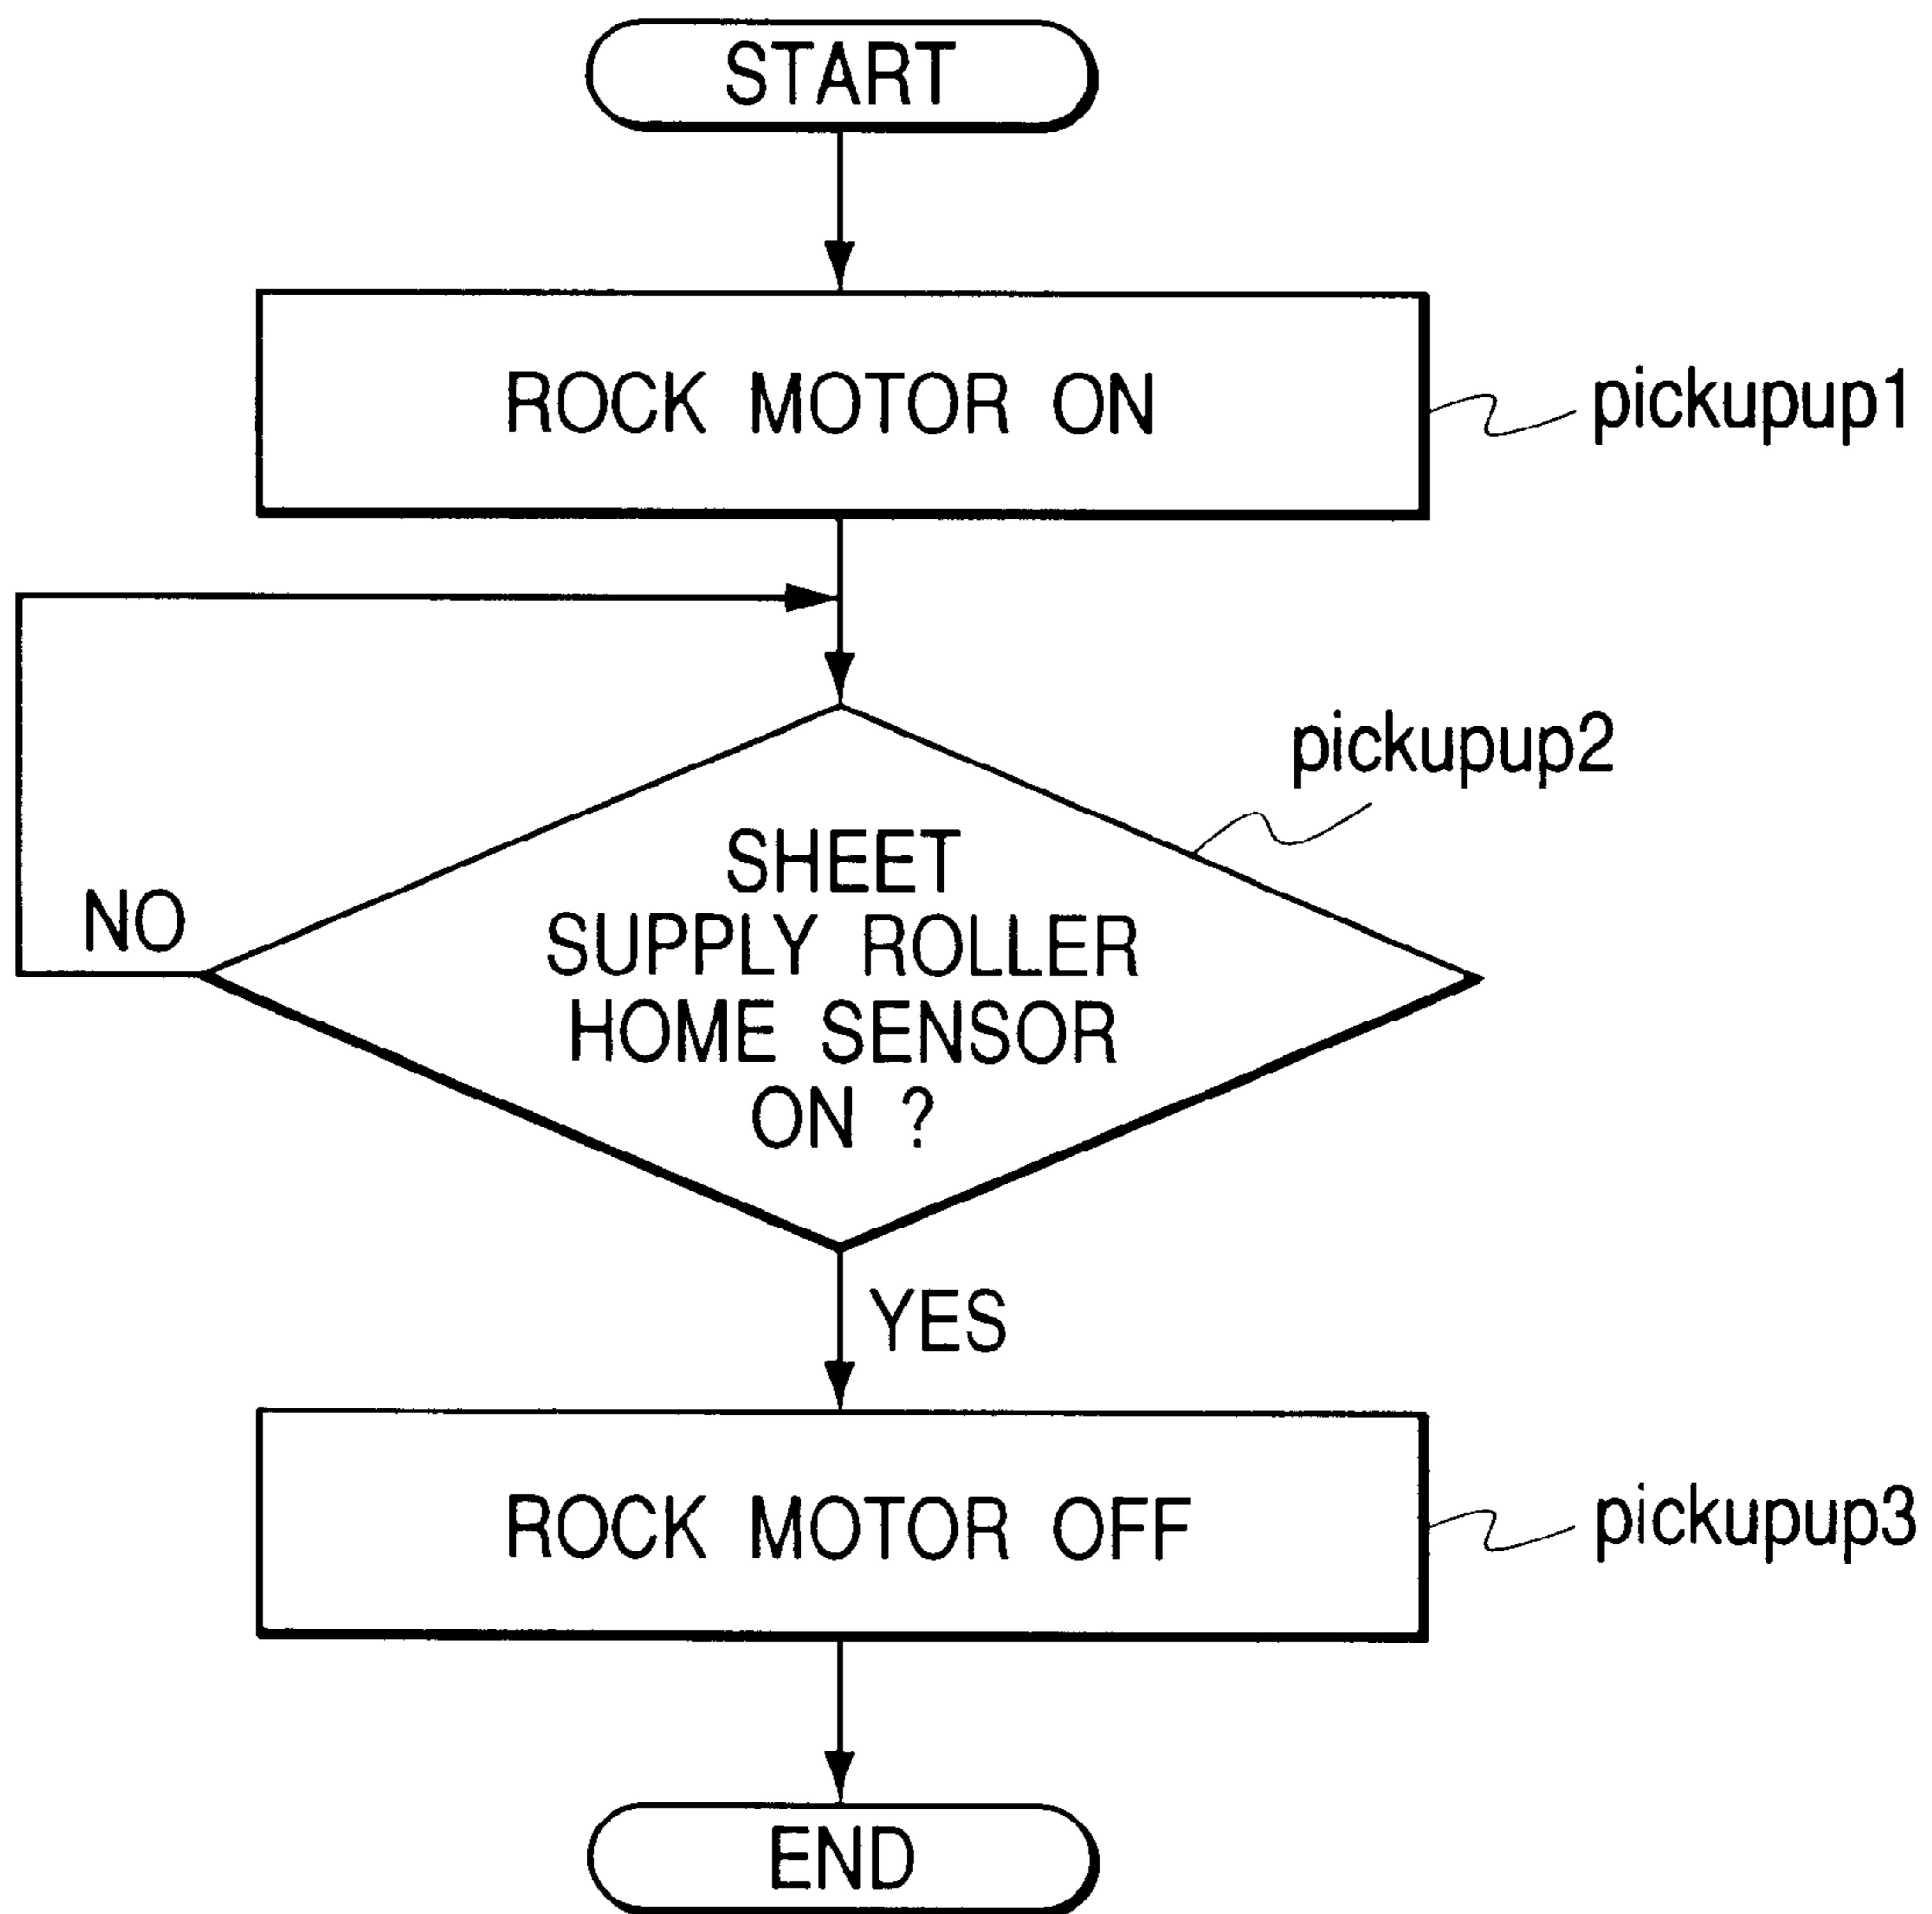 START
ROCK MOTOR ON
pickupup1
pickupup2
SHEET
SUPPLY ROLLER
HOME SENSOR
ON ?
NO
YES
ROCK MOTOR OFF
pickupup3
END